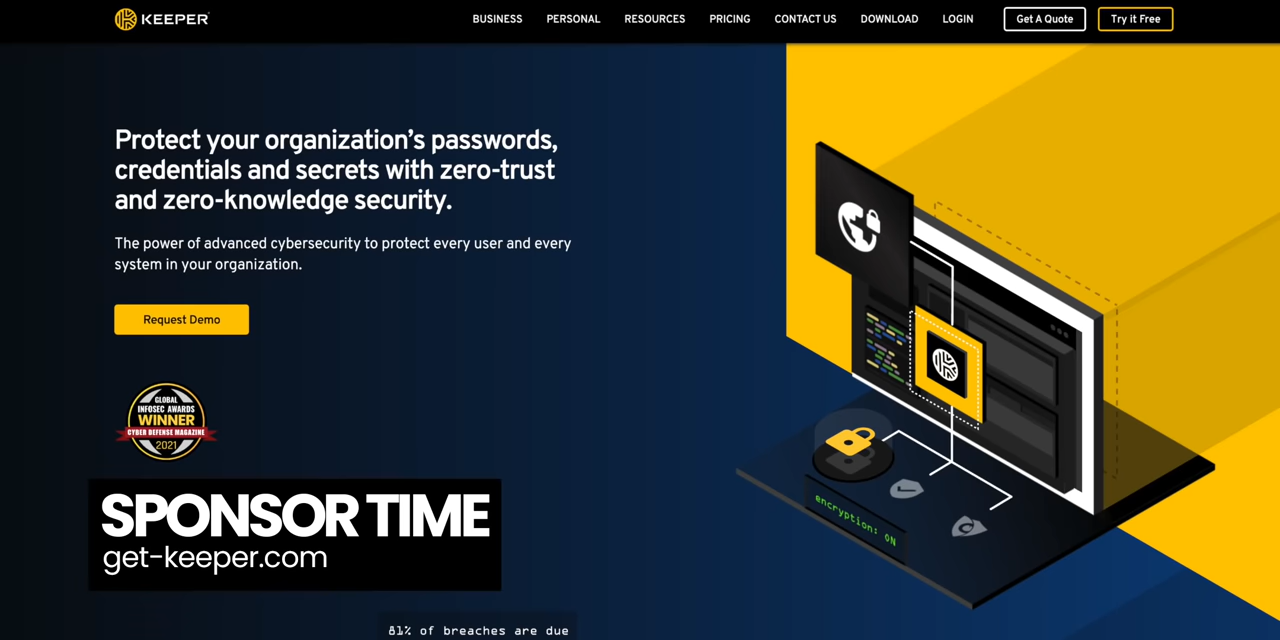 KEEPER
BUSINESS PERSONAL RESOURCES PRICING CONTACT US DOWNLOAD LOGIN Get A Quote Try it Free
Protect your organization's passwords,
credentials and secrets with zero-trust
and zero-knowledge security.
The power of advanced cybersecurity to protect every user and every
system in your organization.
Request Demo
GLOBAL
INFOSEC AWARDS
WINNER
CYBER DEFENSE MAGAZINE
2021
encryption: ON
SPONSOR TIME
get-keeper.com
81% of breaches are due